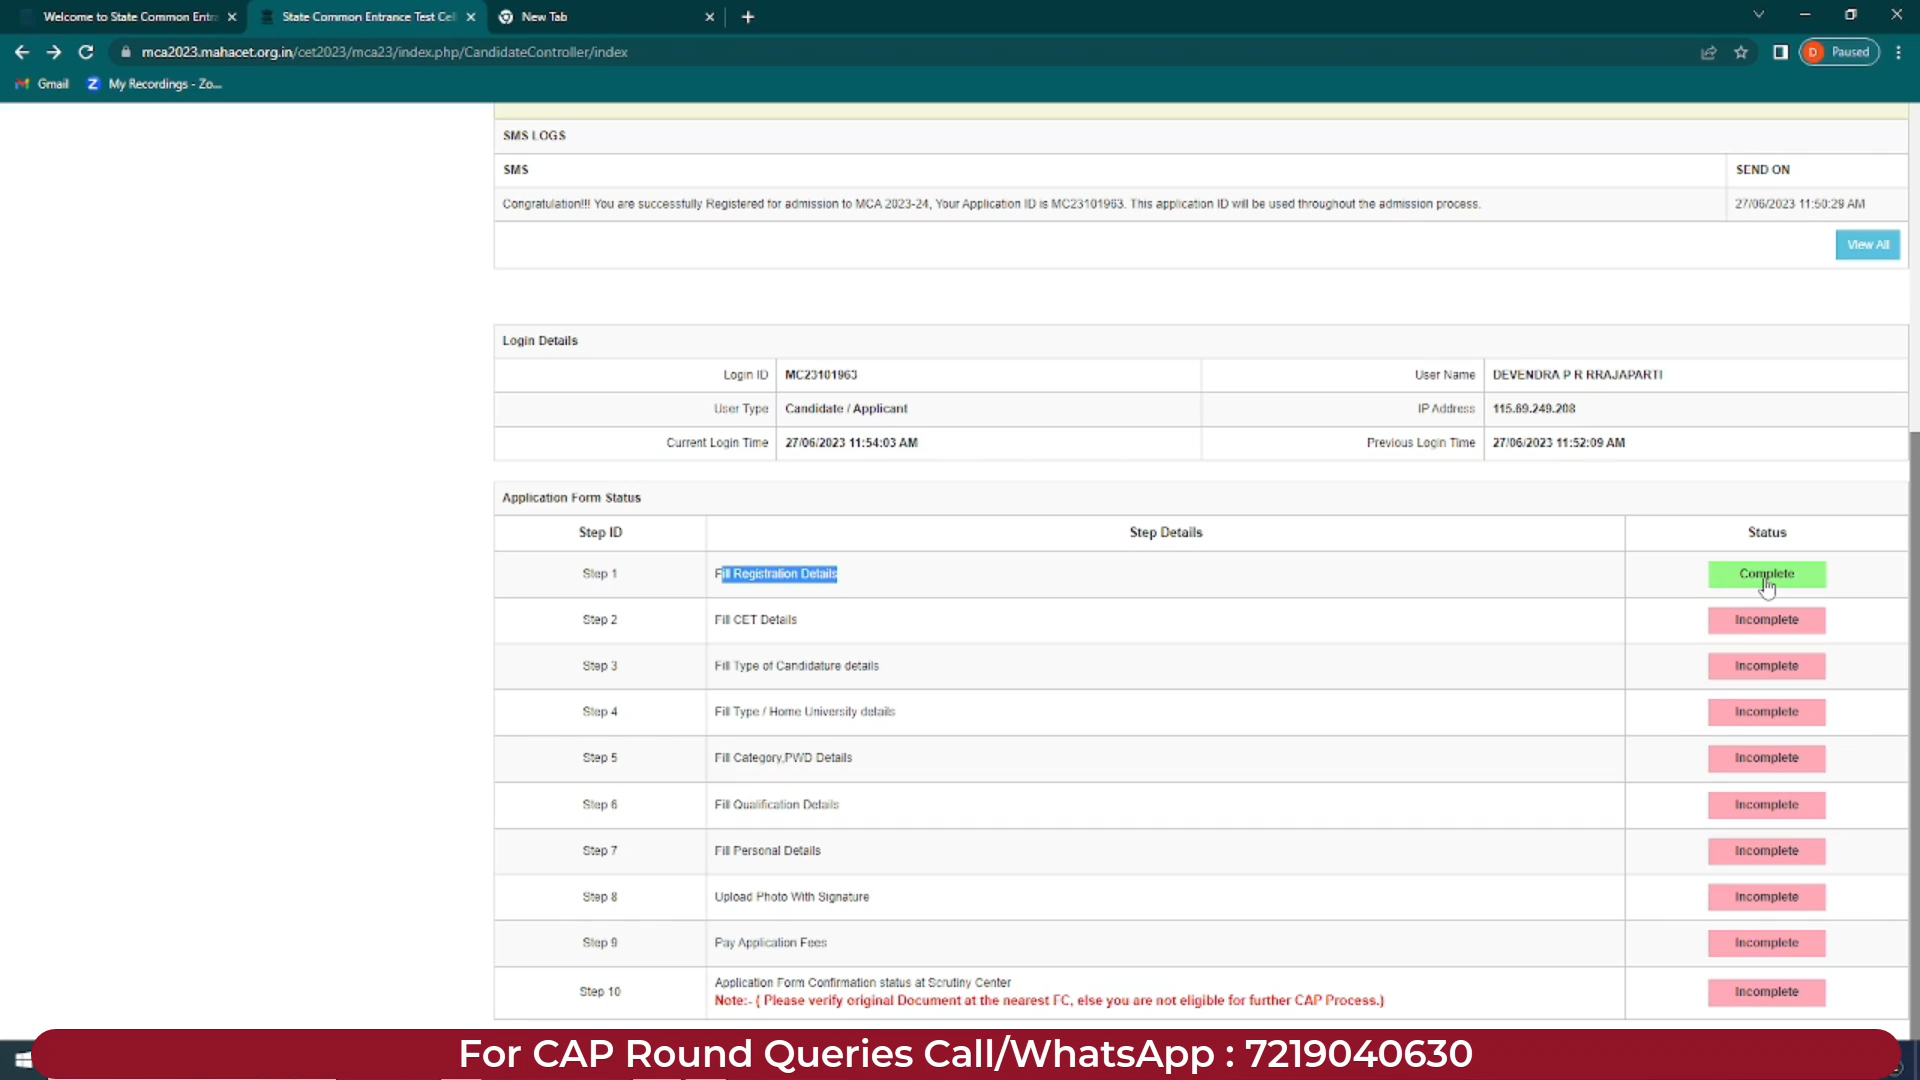 Welcome to State Common Entr
State Common Entrance Test Cell
New Tab
mca2023.mahacet.org.in/cet2023/mca23/index.php/CandidateController/index
D Paused
Gmail
Z My Recordings - Zo...
SMS LOGS
SMS SEND ON
Congratulation!!! You are successfully Registered for admission to MCA 2023-24, Your Application ID is MC23101963. This application ID will be used throughout the admission process. 27/06/2023 11:50:29 AM
View All
Login Details
Login ID MC23101963 User Name DEVENDRA P R RRAJAPARTI
User Type Candidate / Applicant IP Address 115.69.249.208
Current Login Time 27/06/2023 11:54:03 AM Previous Login Time 27/06/2023 11:52:09 AM
Application Form Status
Step ID Step Details Status
Step 1 Fill Registration Details Complete
Step 2 Fill CET Details Incomplete
Step 3 Fill Type of Candidature details Incomplete
Step 4 Fill Type / Home University details Incomplete
Step 5 Fill Category,PWD Details Incomplete
Step 6 Fill Qualification Details Incomplete
Step 7 Fill Personal Details Incomplete
Step 8 Upload Photo With Signature Incomplete
Step 9 Pay Application Fees Incomplete
Step 10 Application Form Confirmation status at Scrutiny Center Incomplete
Note:- ( Please verify original Document at the nearest FC, else you are not eligible for further CAP Process.)
For CAP Round Queries Call/WhatsApp : 7219040630